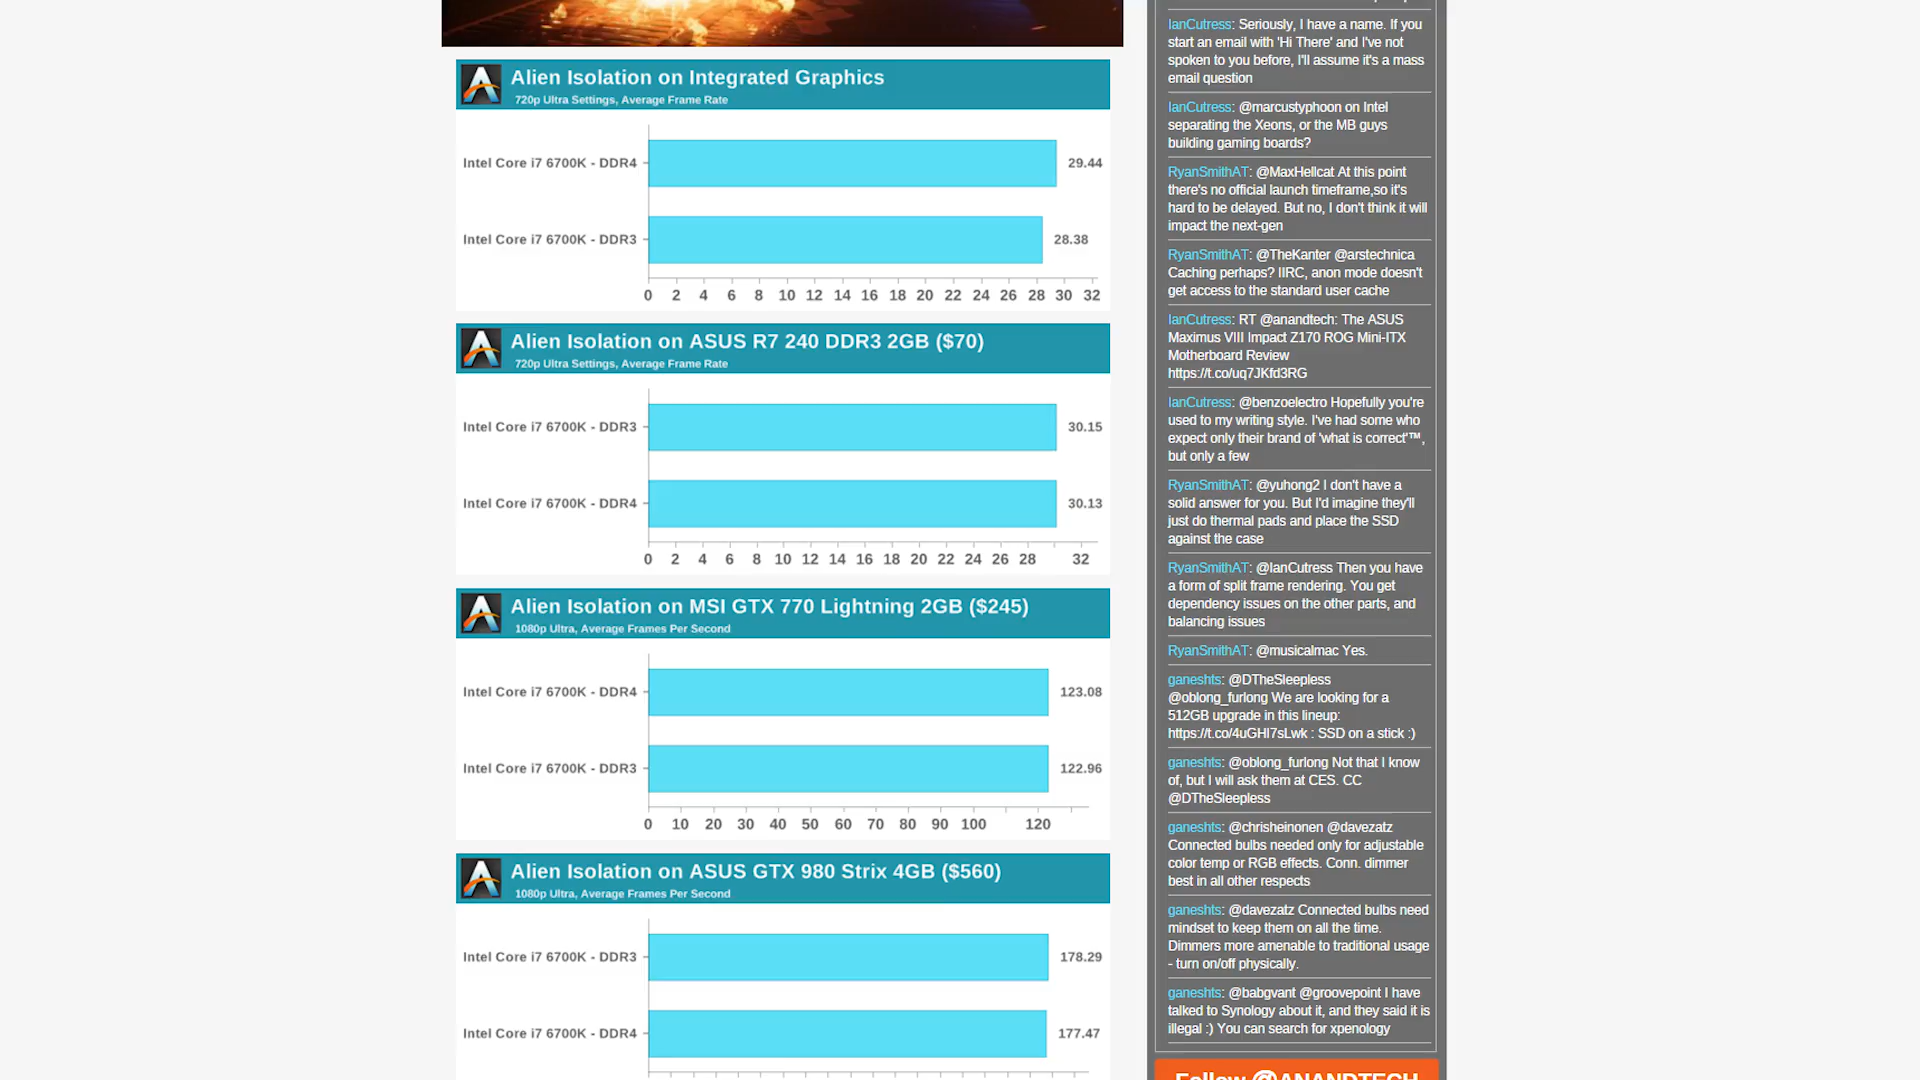 Alien Isolation on Integrated Graphics
720p Ultra Settings, Average Frame Rate
Intel Core i7 6700K - DDR4
29.44
Intel Core i7 6700K - DDR3
28.38
0 2 4 6 8 10 12 14 16 18 20 22 24 26 28 30 32
Alien Isolation on ASUS R7 240 DDR3 2GB ($70)
720p Ultra Settings, Average Frame Rate
Intel Core i7 6700K - DDR3
30.15
Intel Core i7 6700K - DDR4
30.13
0 2 4 6 8 10 12 14 16 18 20 22 24 26 28 32
Alien Isolation on MSI GTX 770 Lightning 2GB ($245)
1080p Ultra, Average Frames Per Second
Intel Core i7 6700K - DDR4
123.08
Intel Core i7 6700K - DDR3
122.96
0 10 20 30 40 50 60 70 80 90 100 120
Alien Isolation on ASUS GTX 980 Strix 4GB ($560)
1080p Ultra, Average Frames Per Second
Intel Core i7 6700K - DDR3
178.29
Intel Core i7 6700K - DDR4
177.47
IanCutress: Seriously, I have a name. If you
start an email with 'Hi There' and I've not
spoken to you before, I'll assume it's a mass
email question
IanCutress: @marcustyphoon on Intel
separating the Xeons, or the MB guys
building gaming boards?
RyanSmithAT: @MaxHellcat At this point
there's no official launch timeframe,so it's
hard to be delayed. But no, I don't think it will
impact the next-gen
RyanSmithAT: @TheKanter @arstechnica
Caching perhaps? IIRC, anon mode doesn't
get access to the standard user cache
IanCutress: RT @anandtech: The ASUS
Maximus VIII Impact Z170 ROG Mini-ITX
Motherboard Review
https://t.co/uq7JKfd3RG
IanCutress: @benzoelectro Hopefully you're
used to my writing style. I've had some who
expect only their brand of 'what is correct'™,
but only a few
RyanSmithAT: @yuhong2 I don't have a
solid answer for you. But I'd imagine they'll
just do thermal pads and place the SSD
against the case
RyanSmithAT: @IanCutress Then you have
a form of split frame rendering. You get
dependency issues on the other parts, and
balancing issues
RyanSmithAT: @musicalmac Yes.
ganeshts: @DTheSleepless
@oblong_furlong We are looking for a
512GB upgrade in this lineup:
https://t.co/4uGHI7sLwk : SSD on a stick :)
ganeshts: @oblong_furlong Not that I know
of, but I will ask them at CES. CC
@DTheSleepless
ganeshts: @chrisheinonen @davezatz
Connected bulbs needed only for adjustable
color temp or RGB effects. Conn. dimmer
best in all other respects
ganeshts: @davezatz Connected bulbs need
mindset to keep them on all the time.
Dimmers more amenable to traditional usage
- turn on/off physically.
ganeshts: @babgvant @groovepoint I have
talked to Synology about it, and they said it is
illegal :) You can search for xpenology
Follow @ANANDTECH